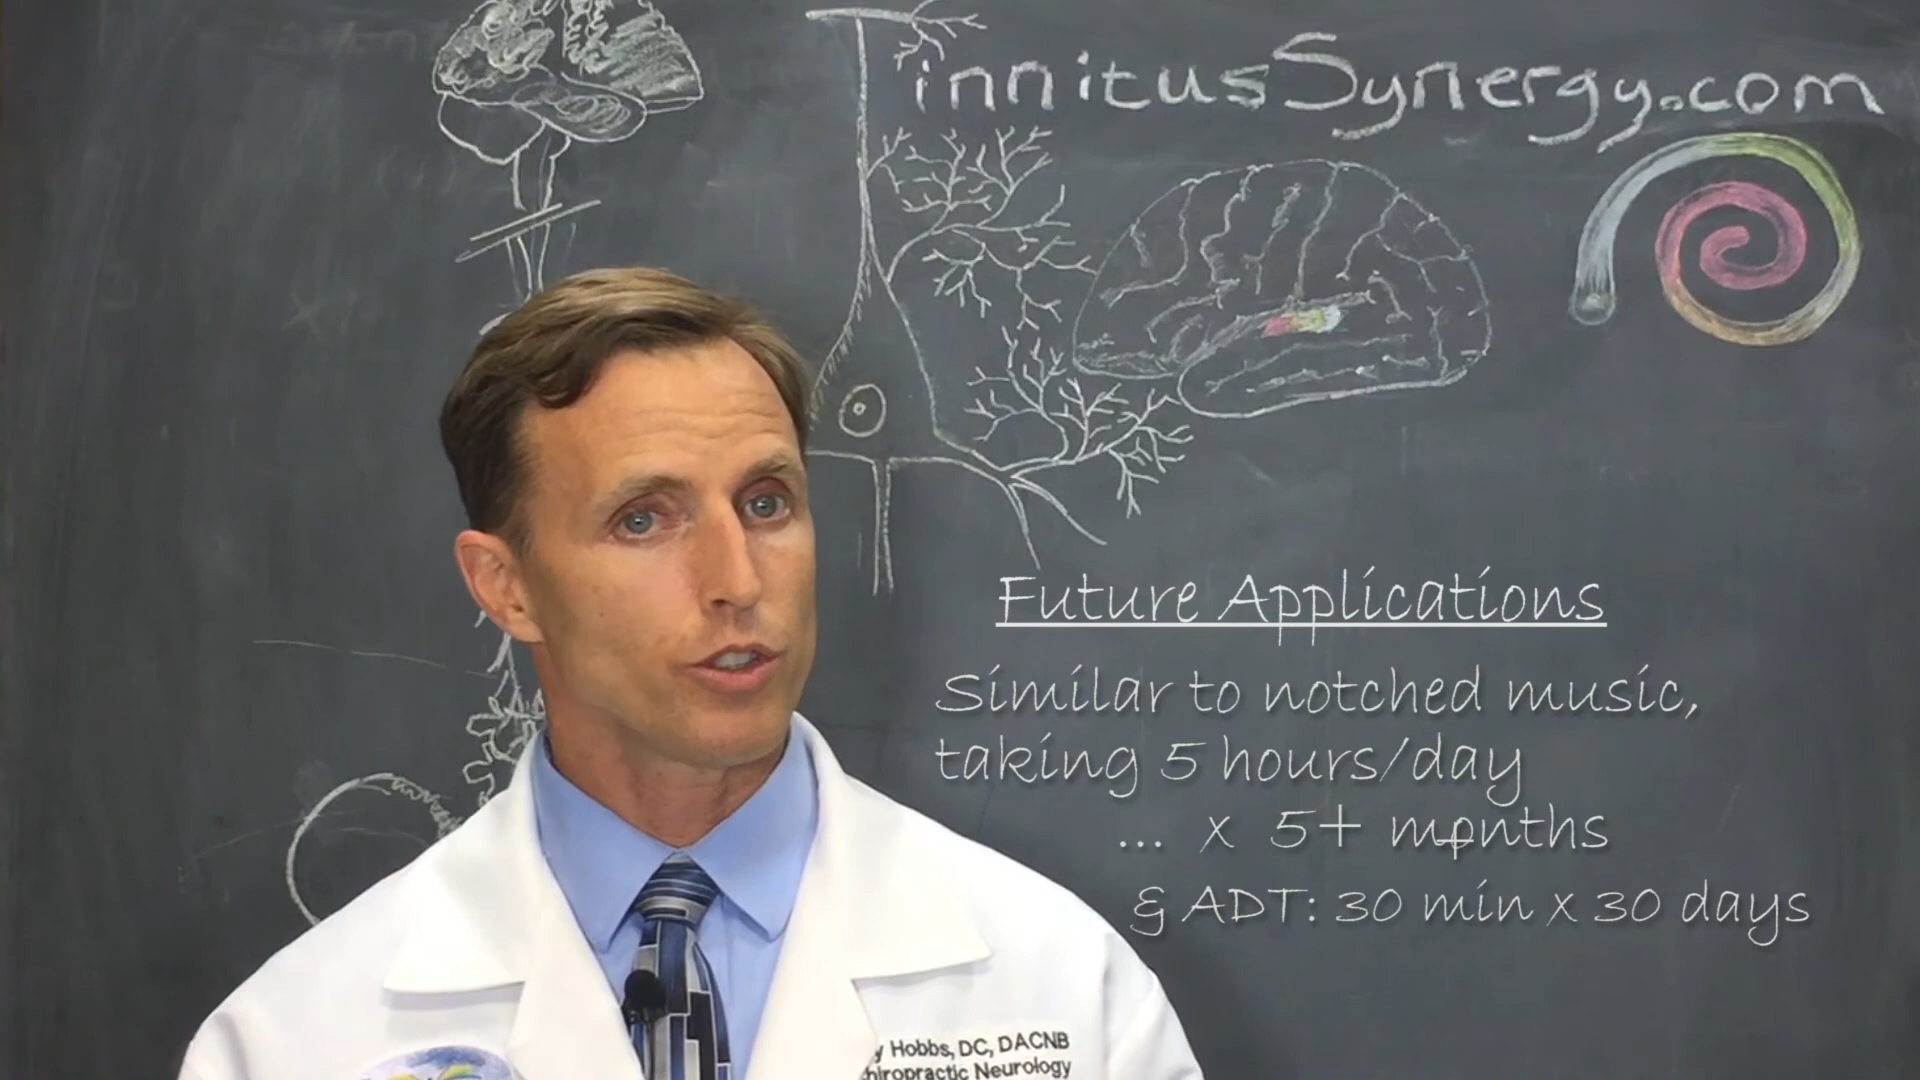 TinnitusSynergy.com
Future Applications
Similar to notched music,
taking 5 hours/day
... x 5+ months
& ADT: 30 min x 30 days
y Hobbs, DC, DACNB
hiropractic Neurology